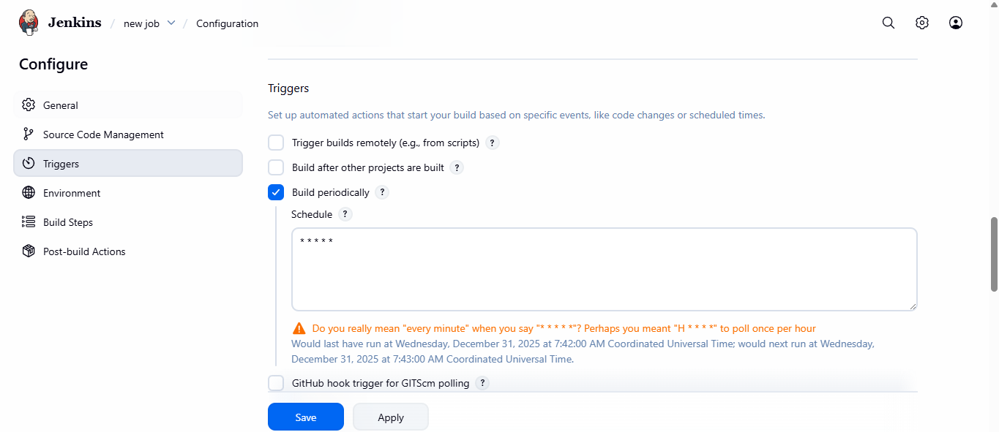 Jenkins / new job / Configuration
Configure
General
Source Code Management
Triggers
Environment
Build Steps
Post-build Actions
Triggers
Set up automated actions that start your build based on specific events, like code changes or scheduled times.
Trigger builds remotely (e.g., from scripts) ?
Build after other projects are built ?
Build periodically ?
Schedule ?
* * * * *
Do you really mean "every minute" when you say "* * * * *"? Perhaps you meant "H * * * *" to poll once per hour
Would last have run at Wednesday, December 31, 2025 at 7:42:00 AM Coordinated Universal Time; would next run at Wednesday,
December 31, 2025 at 7:43:00 AM Coordinated Universal Time.
GitHub hook trigger for GITScm polling ?
Save Apply